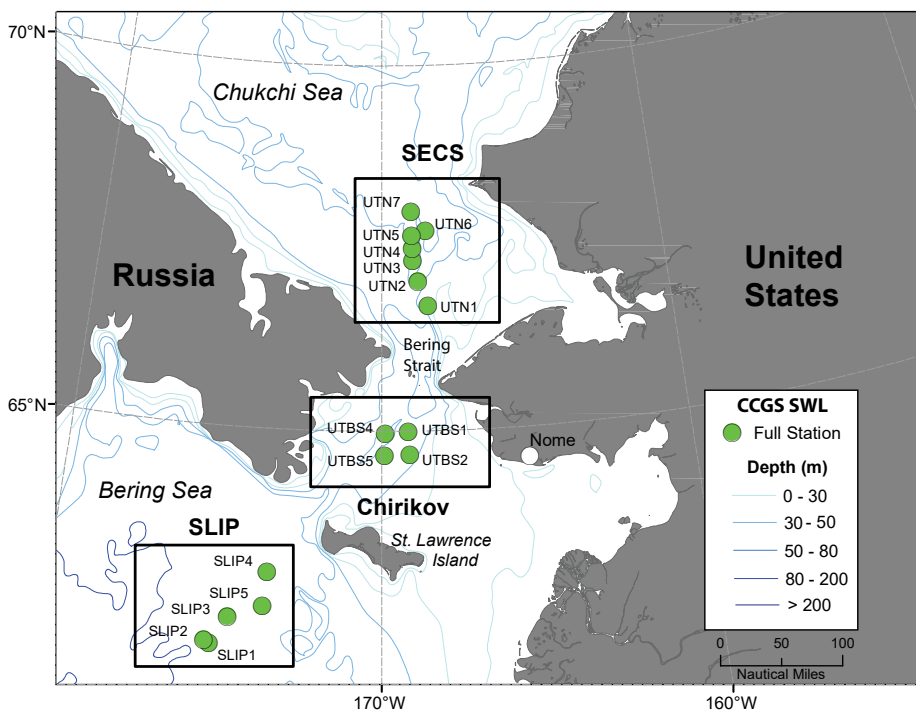 70°N
Chukchi Sea
SECS
UTN7
UTN6
UTN5
UTN4
UTN3
UTN2
UTN1
Russia
United
States
Bering
Strait
65°N
UTBS4
UTBS1
UTBS5
UTBS2
Nome
Bering Sea
Chirikov
SLIP
St. Lawrence
Island
SLIP4
SLIP5
SLIP3
SLIP2
SLIP1
CCGS SWL
Full Station
Depth (m)
0 - 30
30 - 50
50 - 80
80 - 200
> 200
0 50 100
Nautical Miles
170°W
160°W